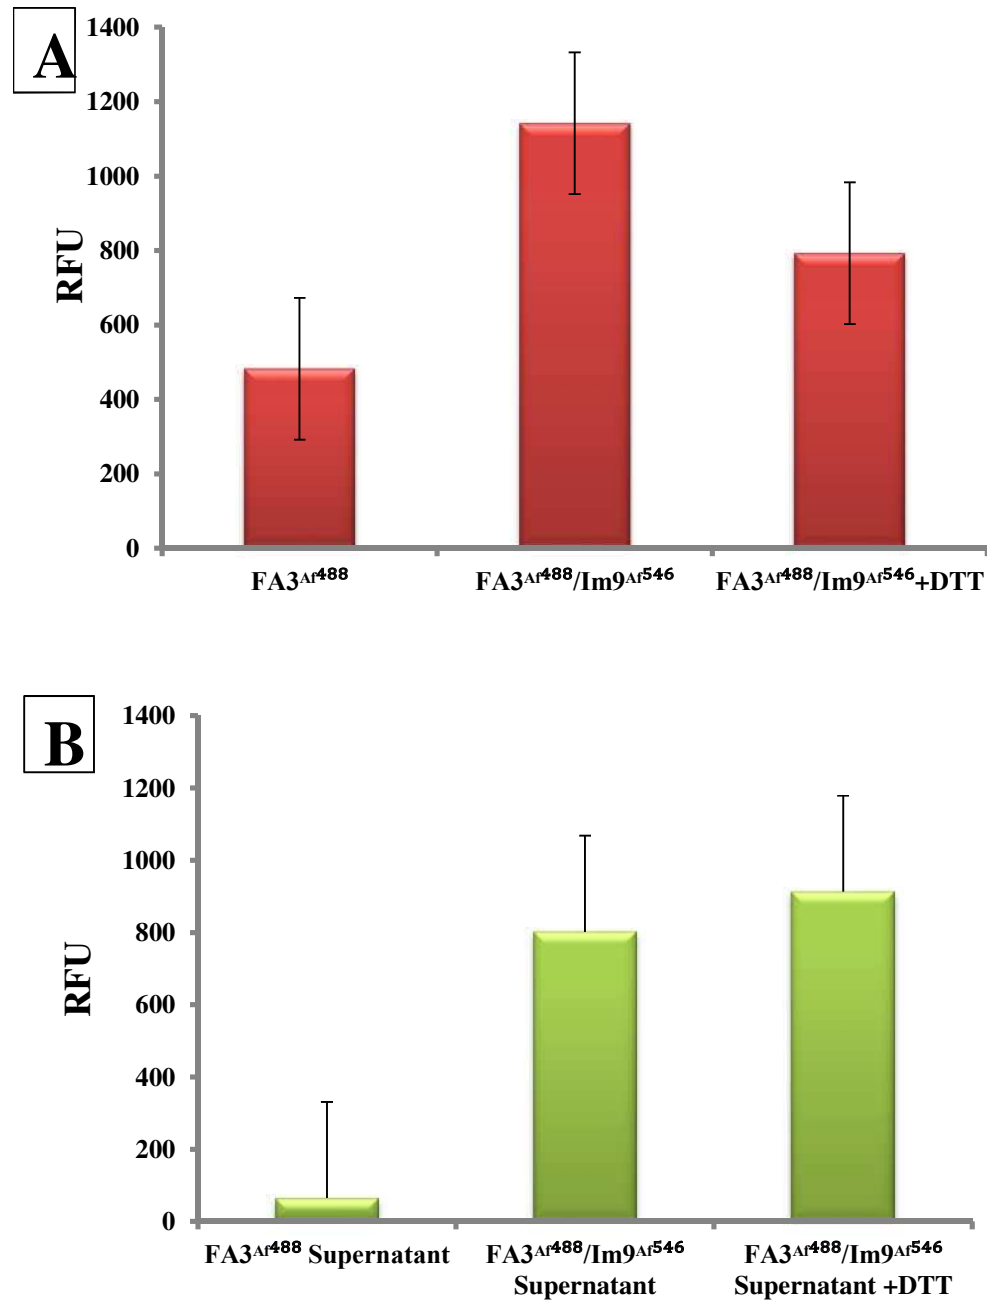 A
1400
1200
1000
800
600
400
200
0
RFU
FA3ᴬᶠ⁴⁸⁸ FA3ᴬᶠ⁴⁸⁸/Im9ᴬᶠ⁵⁴⁶ FA3ᴬᶠ⁴⁸⁸/Im9ᴬᶠ⁵⁴⁶+DTT
B
1400
1200
1000
800
600
400
200
0
RFU
FA3ᴬᶠ⁴⁸⁸ Supernatant
FA3ᴬᶠ⁴⁸⁸/Im9ᴬᶠ⁵⁴⁶
Supernatant
FA3ᴬᶠ⁴⁸⁸/Im9ᴬᶠ⁵⁴⁶
Supernatant +DTT